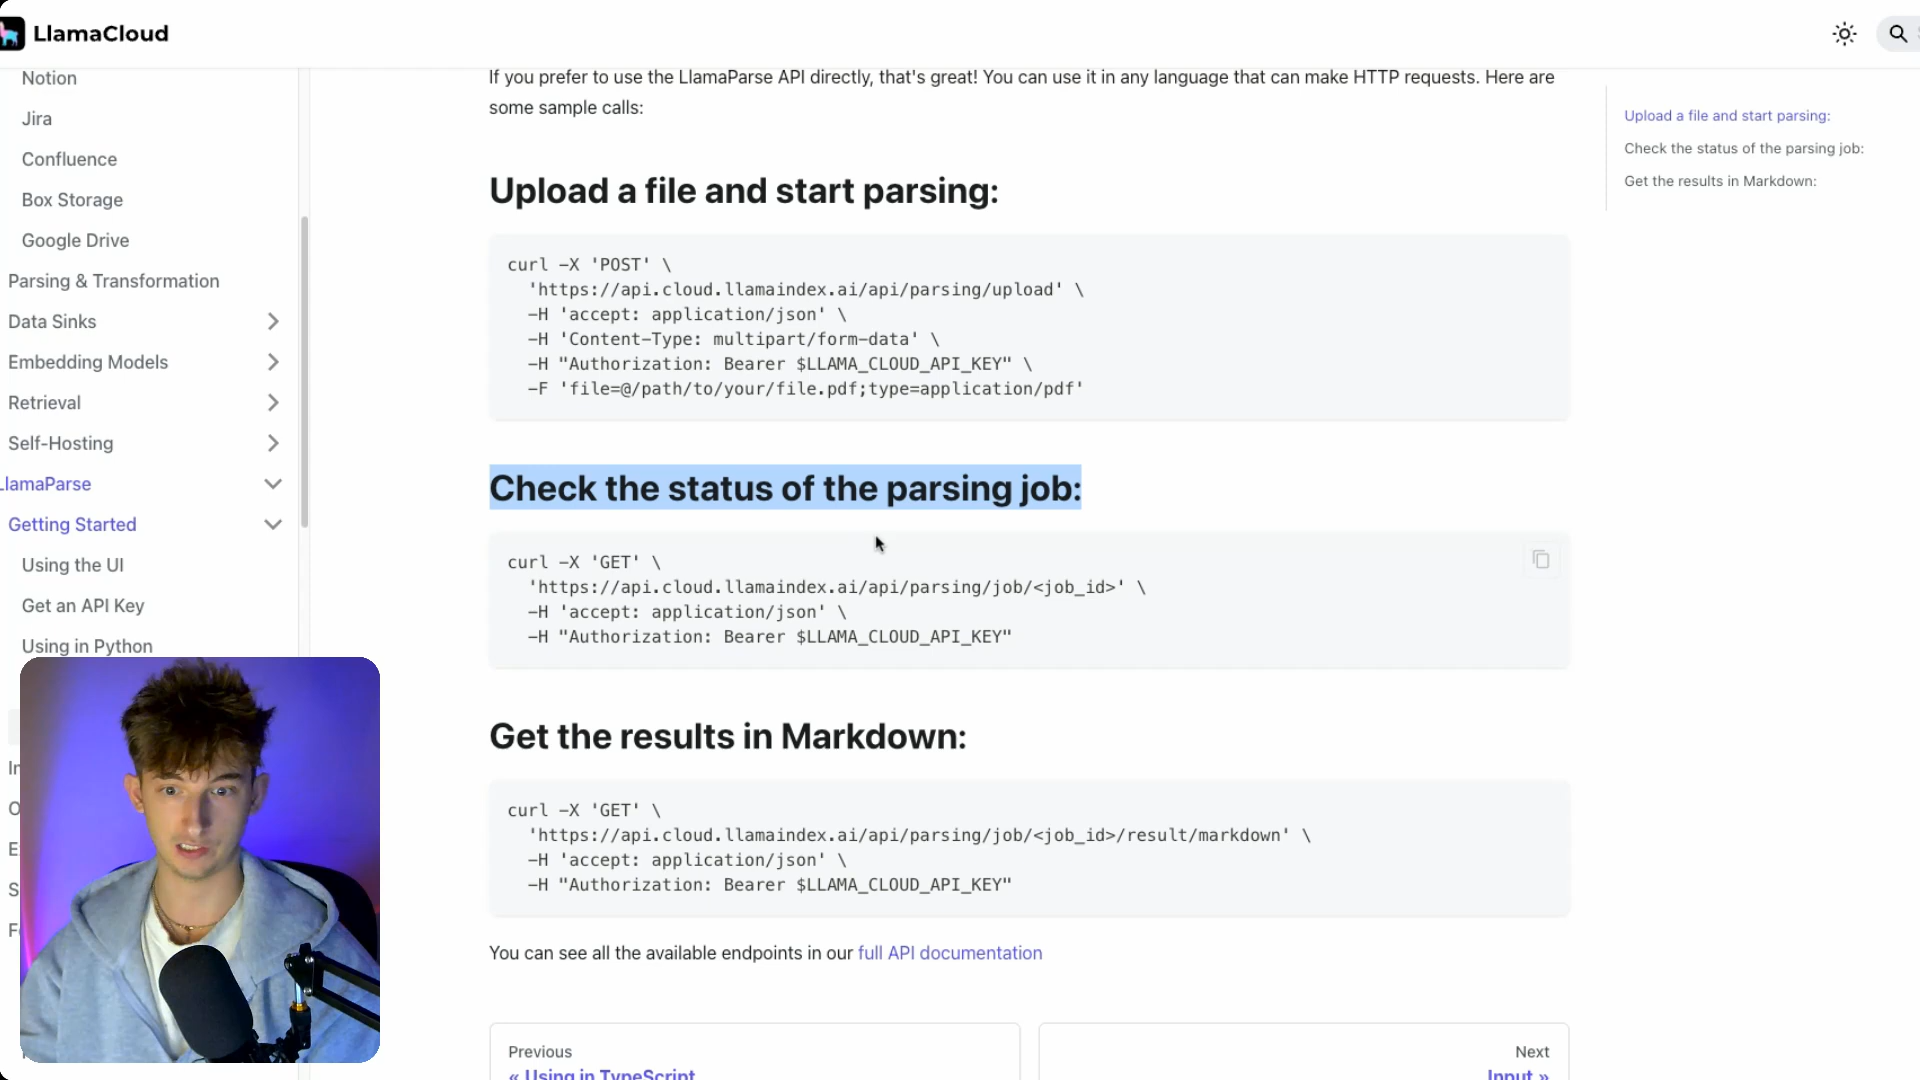 LlamaCloud
Notion
Jira
Confluence
Box Storage
Google Drive
Parsing & Transformation
Data Sinks
Embedding Models
Retrieval
Self-Hosting
LlamaParse
Getting Started
Using the UI
Get an API Key
Using in Python
If you prefer to use the LlamaParse API directly, that's great! You can use it in any language that can make HTTP requests. Here are
some sample calls:
Upload a file and start parsing:
curl -X 'POST' \
'https://api.cloud.llamaindex.ai/api/parsing/upload' \
-H 'accept: application/json' \
-H 'Content-Type: multipart/form-data' \
-H "Authorization: Bearer $LLAMA_CLOUD_API_KEY" \
-F 'file=@/path/to/your/file.pdf;type=application/pdf'
Check the status of the parsing job:
curl -X 'GET' \
'https://api.cloud.llamaindex.ai/api/parsing/job/<job_id>' \
-H 'accept: application/json' \
-H "Authorization: Bearer $LLAMA_CLOUD_API_KEY"
Get the results in Markdown:
curl -X 'GET' \
'https://api.cloud.llamaindex.ai/api/parsing/job/<job_id>/result/markdown' \
-H 'accept: application/json' \
-H "Authorization: Bearer $LLAMA_CLOUD_API_KEY"
You can see all the available endpoints in our full API documentation
Previous
« Using in TypeScript
Next
Input »
Upload a file and start parsing:
Check the status of the parsing job:
Get the results in Markdown: